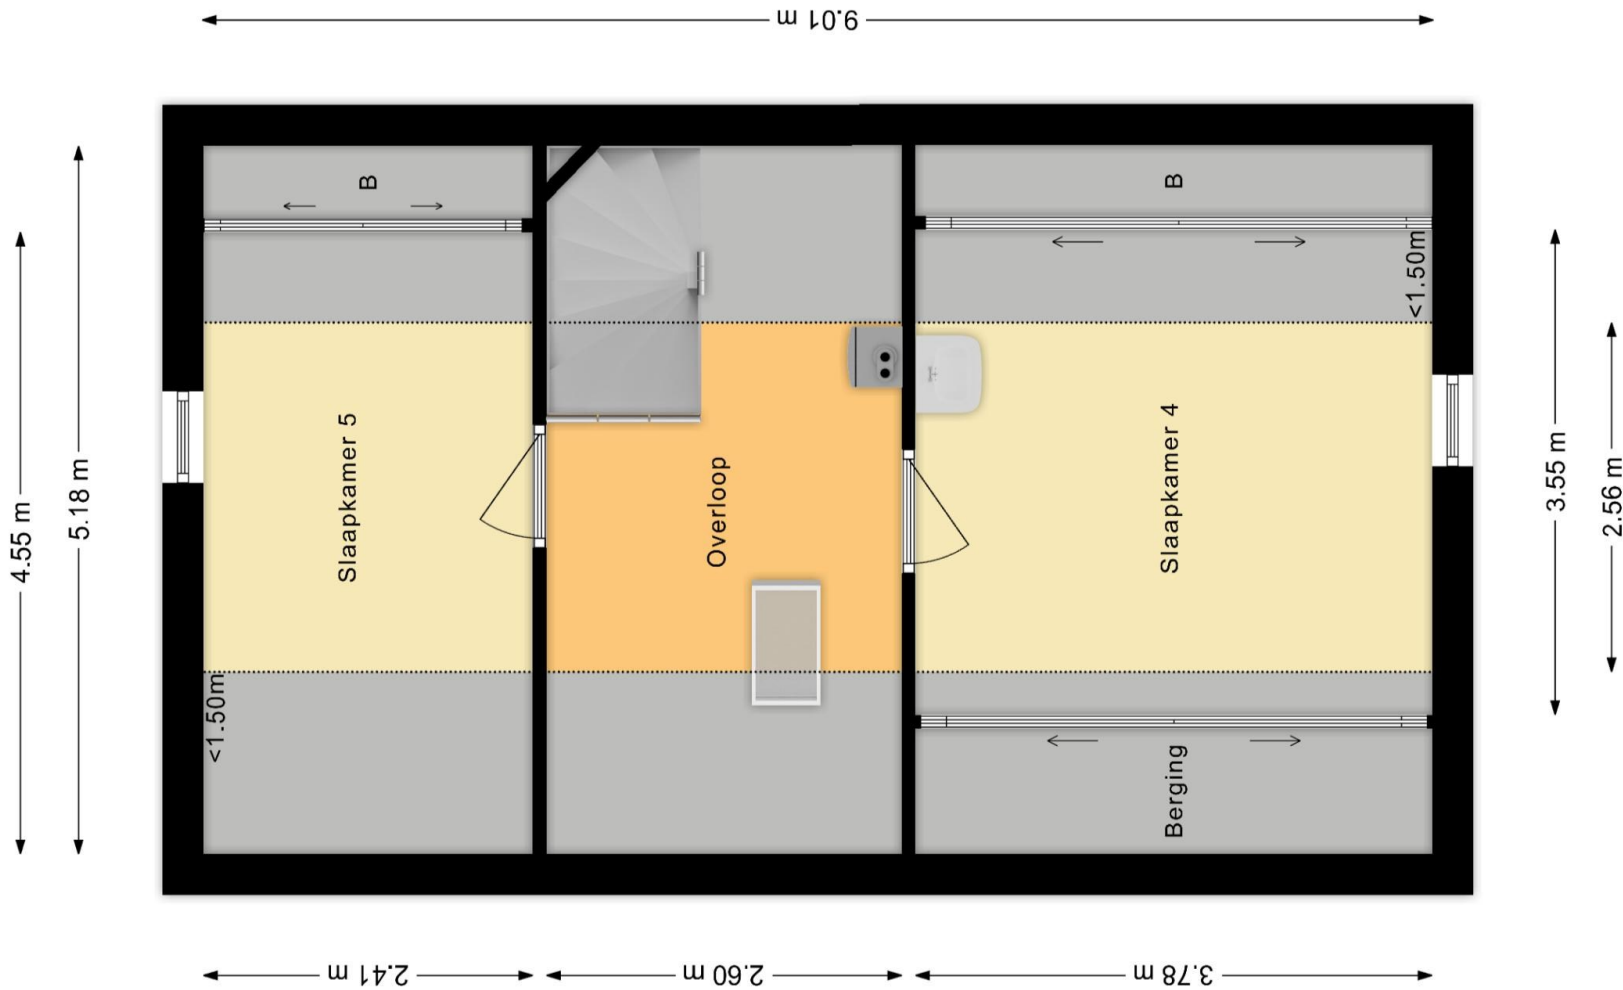 9.01 m
B
B
<1.50m
Slaapkamer 5
Overloop
Slaapkamer 4
4.55 m
5.18 m
3.55 m
2.56 m
<1.50m
Berging
2.41 m
2.60 m
3.78 m